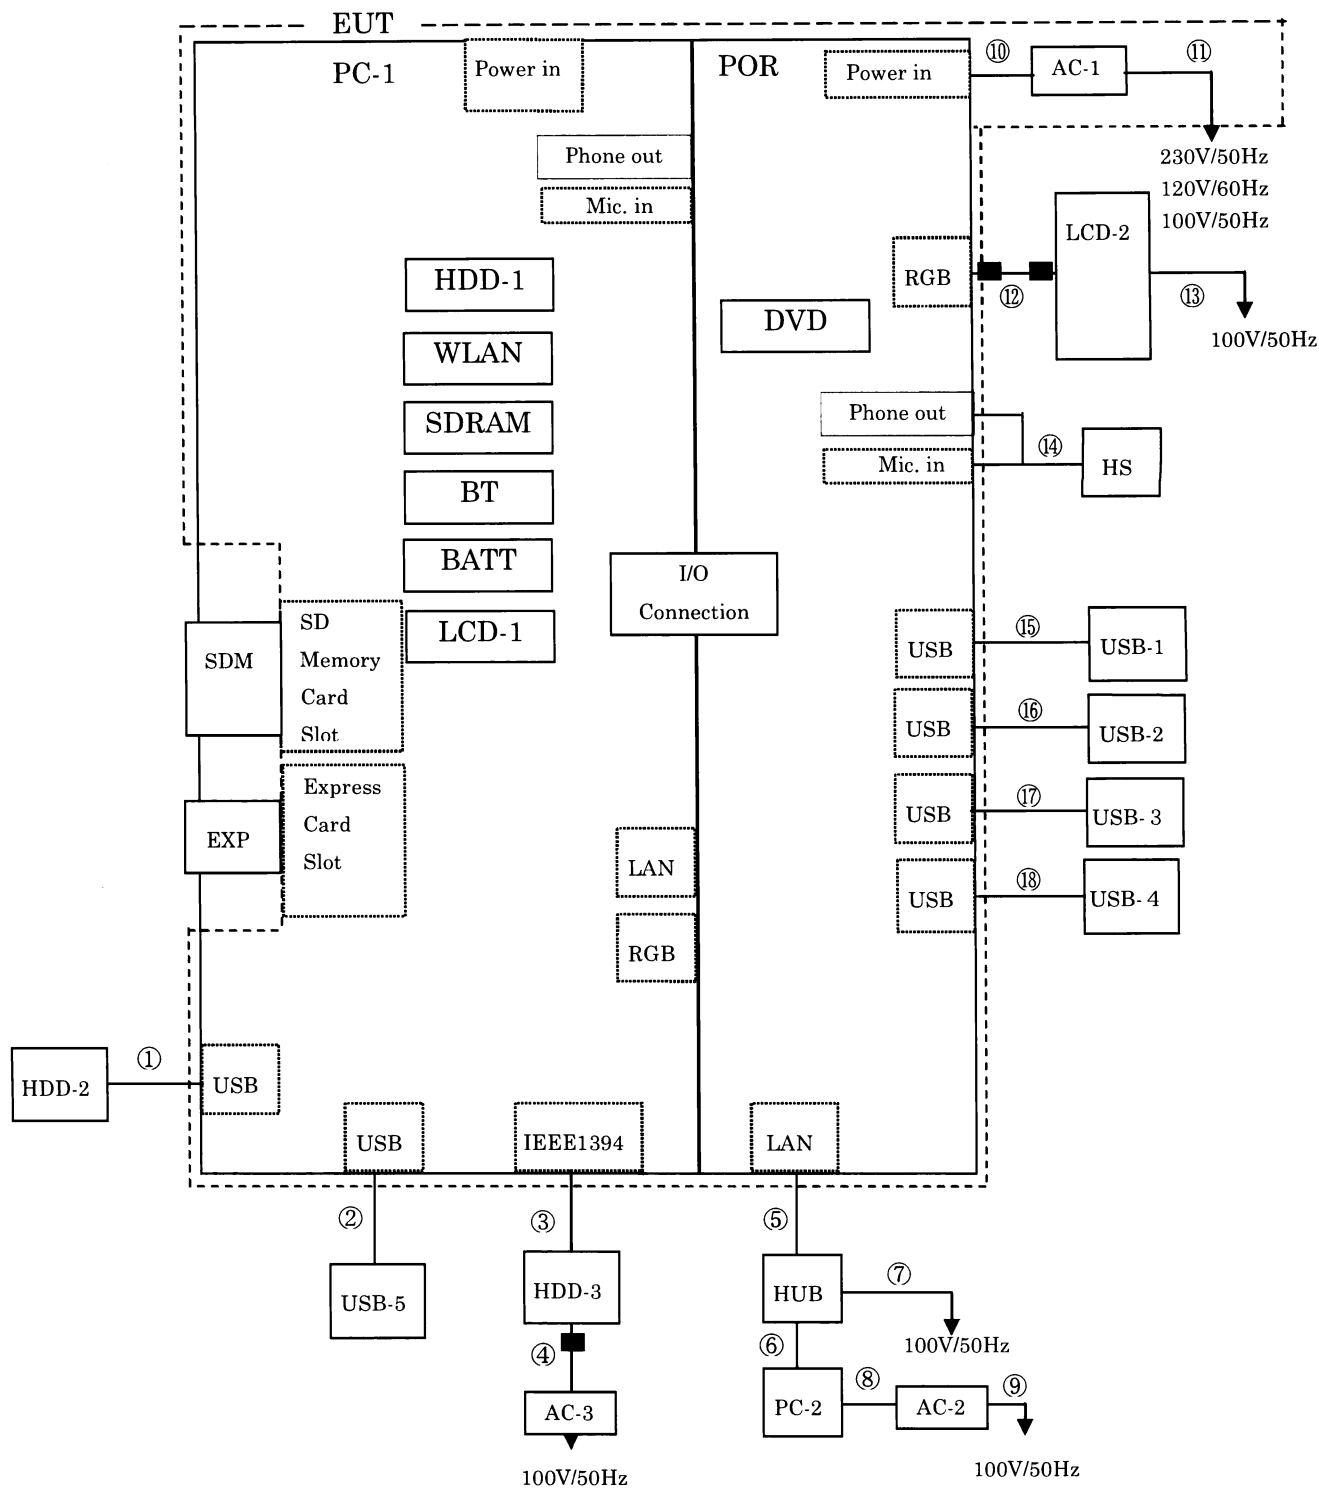 EUT
PC-1
Power in
POR
Power in
⑩
AC-1
⑪
230V/50Hz
120V/60Hz
100V/50Hz
Phone out
Mic. in
RGB
⑫
LCD-2
⑬
100V/50Hz
HDD-1
WLAN
SDRAM
BT
BATT
LCD-1
DVD
Phone out
Mic. in
⑭
HS
I/O
Connection
SDM
SD
Memory
Card
Slot
EXP
Express
Card
Slot
USB
⑮
USB-1
USB
⑯
USB-2
USB
⑰
USB-3
USB
⑱
USB-4
LAN
RGB
HDD-2
①
USB
USB
IEEE1394
LAN
②
USB-5
③
HDD-3
④
AC-3
100V/50Hz
⑤
HUB
⑦
100V/50Hz
⑥
PC-2
⑧
AC-2
⑨
100V/50Hz